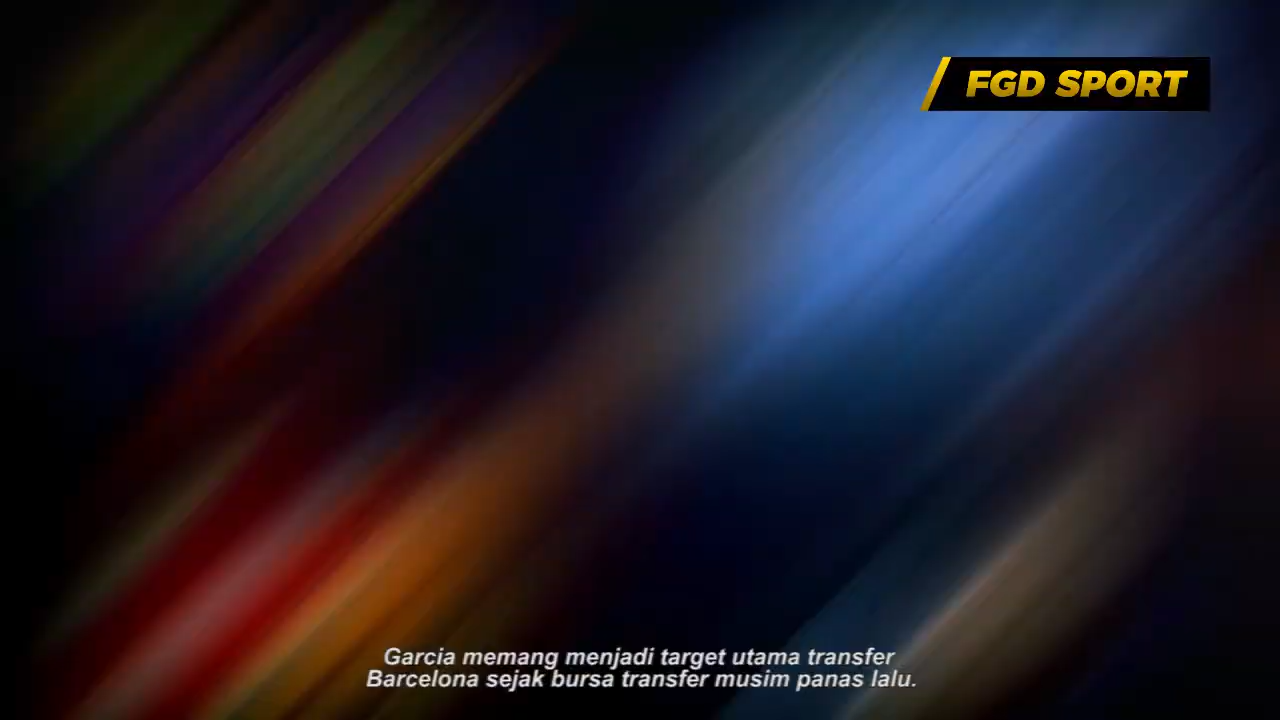 FGD SPORT
Garcia memang menjadi target utama transfer
Barcelona sejak bursa transfer musim panas lalu.